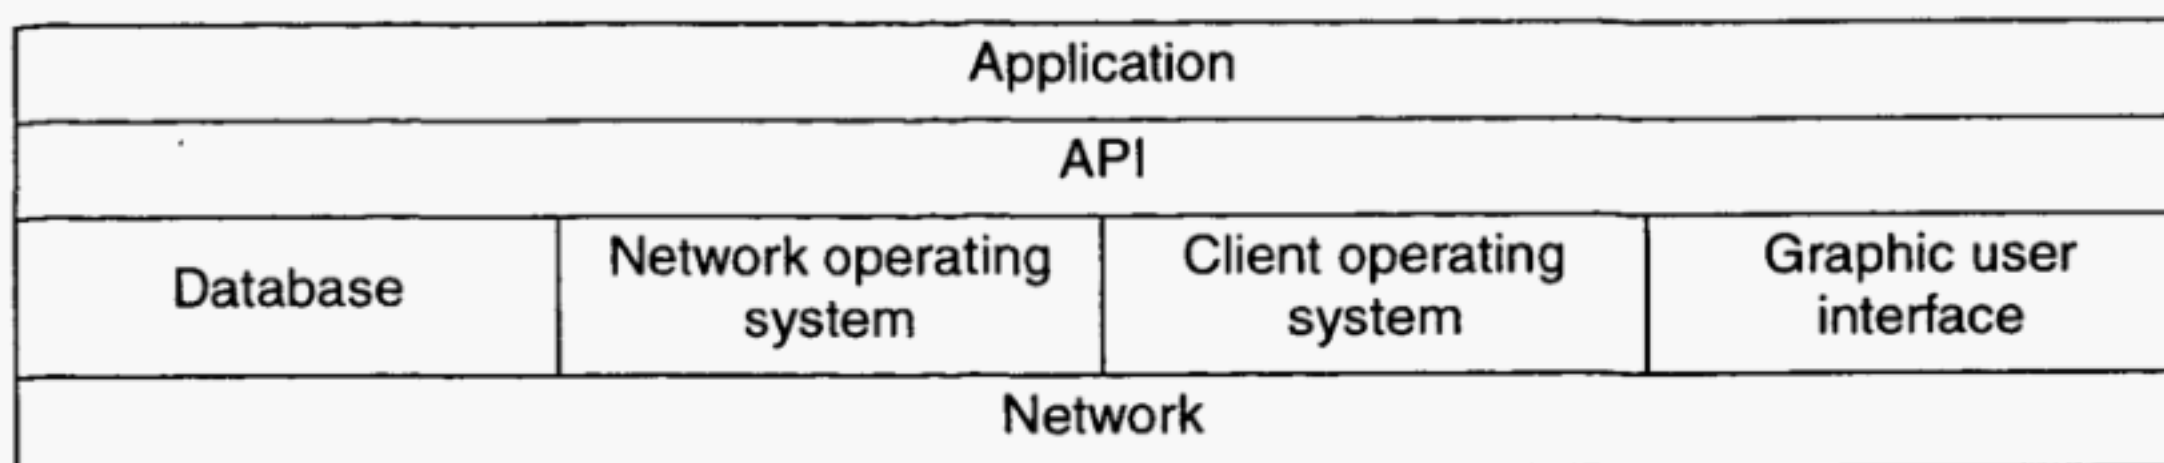 Application
API
Database
Network operating
system
Client operating
system
Graphic user
interface
Network